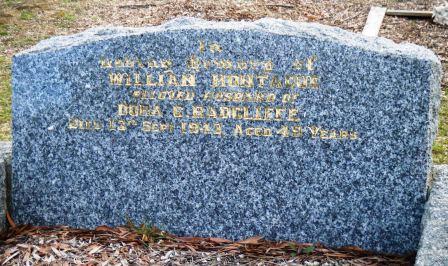 In
Loving Memory of
WILLIAM MONTAGUE
BELOVED HUSBAND OF
DORA E. RADCLIFFE
DIED 13TH SEPT 1943 AGED 49 YEARS